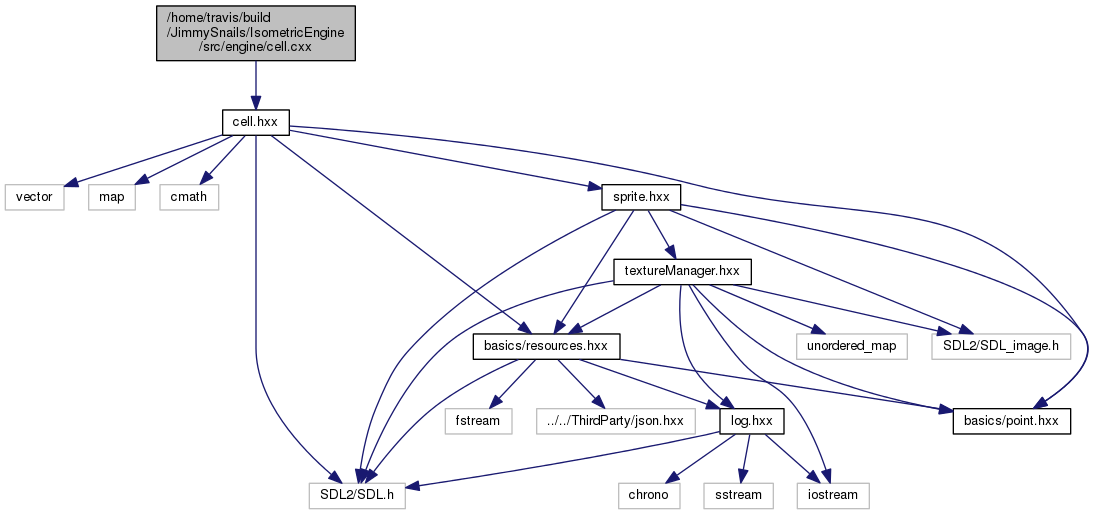 /home/travis/build
/JimmySnails/IsometricEngine
/src/engine/cell.cxx
cell.hxx
vector
map
cmath
sprite.hxx
textureManager.hxx
basics/resources.hxx
unordered_map
SDL2/SDL_image.h
fstream
../../ThirdParty/json.hxx
log.hxx
basics/point.hxx
SDL2/SDL.h
chrono
sstream
iostream